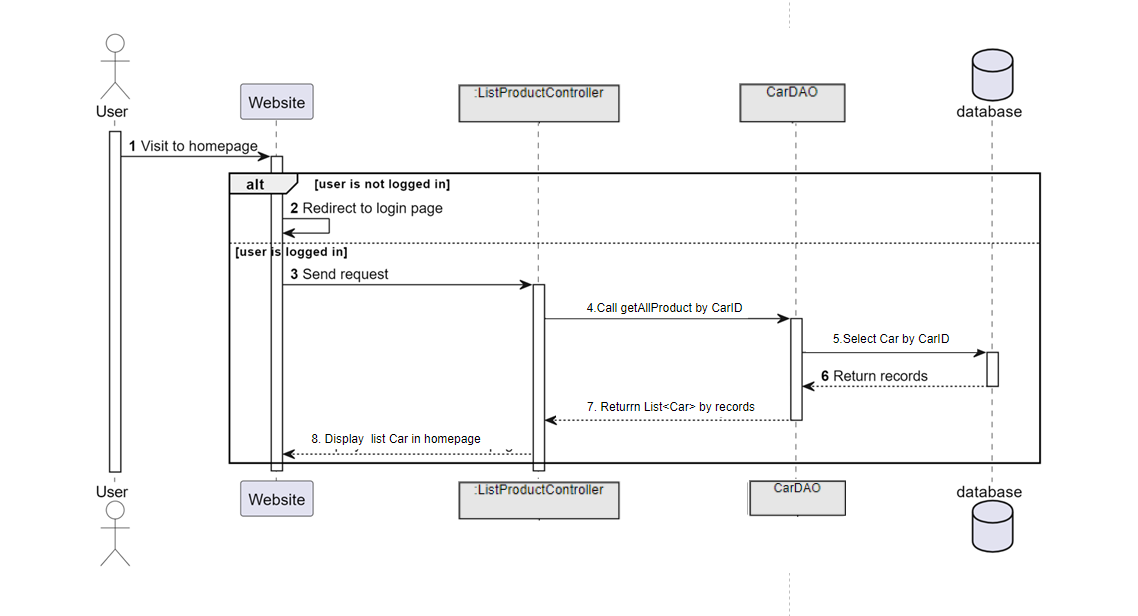 User
Website
:ListProductController
CarDAO
database
1 Visit to homepage
alt
[user is not logged in]
2 Redirect to login page
[user is logged in]
3 Send request
4.Call getAllProduct by CarID
5.Select Car by CarID
6 Return records
7. Returrn List<Car> by records
8. Display list Car in homepage
User
Website
:ListProductController
CarDAO
database